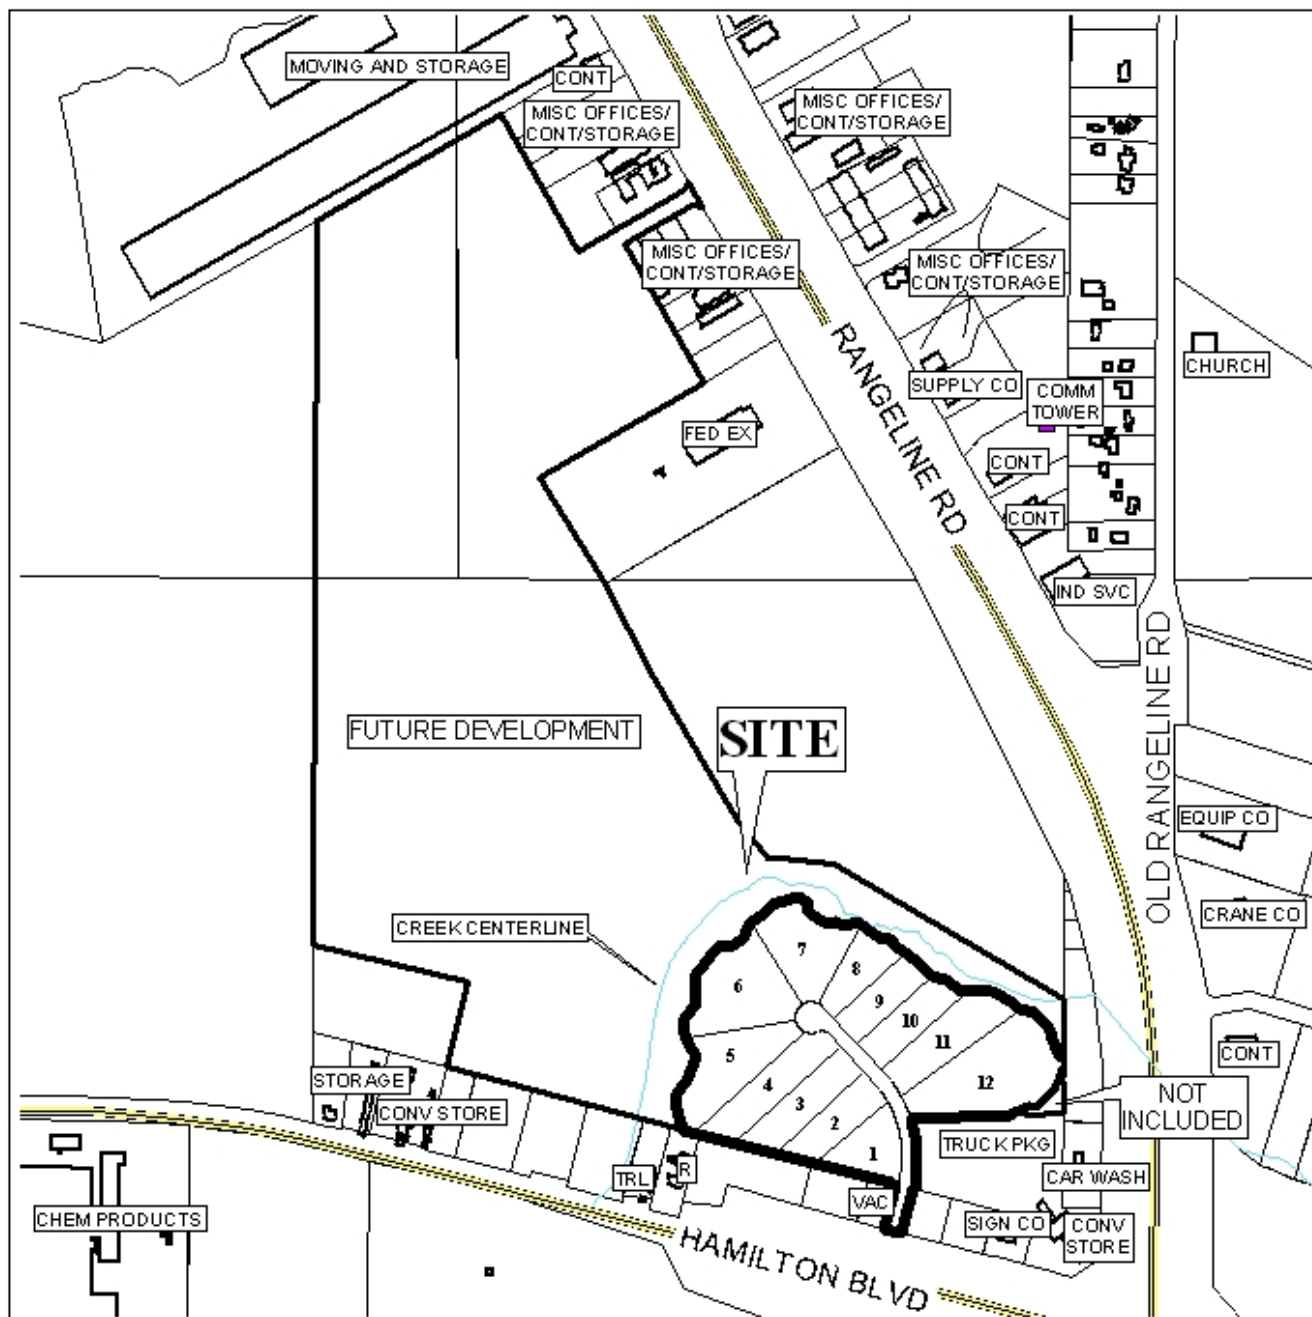 MOVING AND STORAGE
CONT
MISC OFFICES/
CONT/STORAGE
MISC OFFICES/
CONT/STORAGE
MISC OFFICES/
CONT/STORAGE
MISC OFFICES/
CONT/STORAGE
RANGELINE RD
SUPPLY CO
COMM
TOWER
CHURCH
FED EX
CONT
CONT
IND SVC
OLD RANGELINE RD
FUTURE DEVELOPMENT
SITE
EQUIP CO
CREEK CENTERLINE
CRANE CO
7
8
6
9
10
11
5
4
3
12
2
1
CONT
NOT
INCLUDED
STORAGE
CONV STORE
TRUCK PKG
TRL
R
CAR WASH
VAC
CHEM PRODUCTS
SIGN CO
CONV
STORE
HAMILTON BLVD